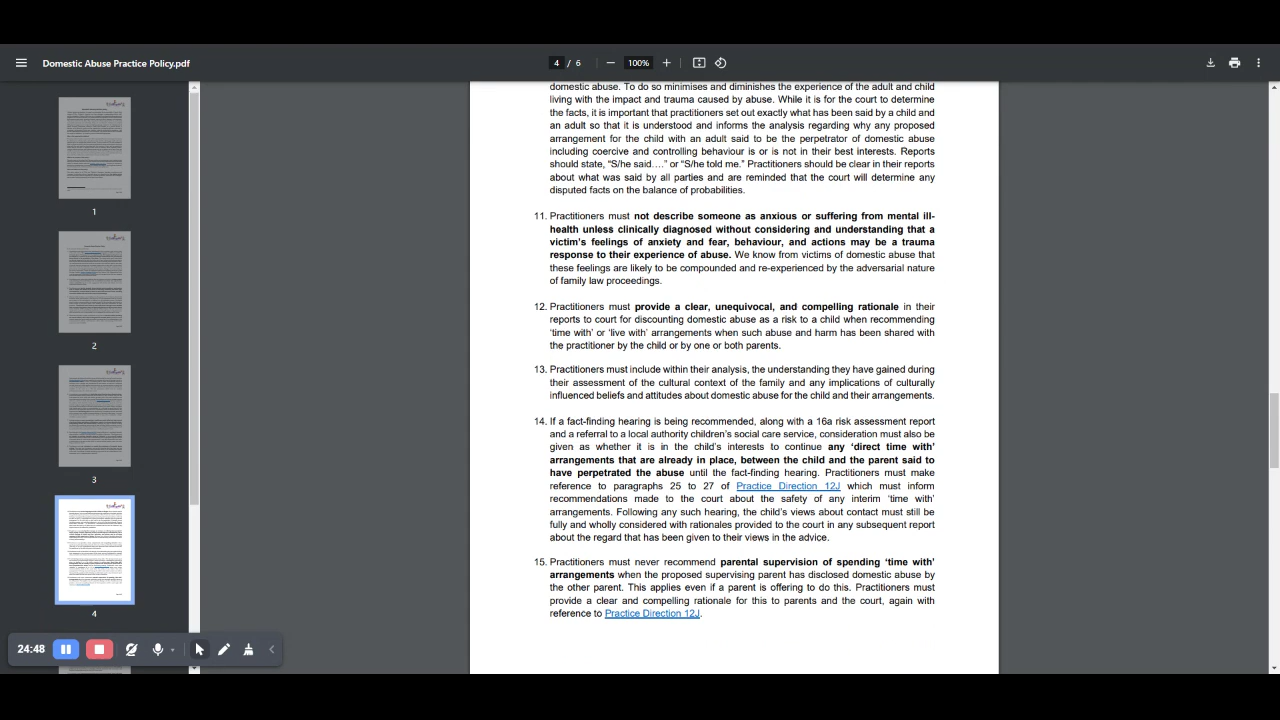 Domestic Abuse Practice Policy.pdf
4 / 6
100%
1
2
3
4
domestic abuse. To do so minimises and diminishes the experience of the adult and child
living with the impact and trauma caused by abuse. While it is for the court to determine
the facts, it is important that practitioners set out exactly what has been said by a child and
an adult so that it is understood and informs the analysis regarding why any proposed
arrangement for the child with an adult said to be the perpetrator of domestic abuse
including coercive and controlling behaviour is or is not in their best interests. Reports
should state, “S/he said....” or “S/he told me.” Practitioners should be clear in their reports
about what was said by all parties and are reminded that the court will determine any
disputed facts on the balance of probabilities.
11. Practitioners must not describe someone as anxious or suffering from mental ill-
health unless clinically diagnosed without considering and understanding that a
victim’s feelings of anxiety and fear, behaviour, and actions may be a trauma
response to their experience of abuse. We know from victims of domestic abuse that
these feelings are likely to be compounded and re-experienced by the adversarial nature
of family law proceedings.
12. Practitioners must provide a clear, unequivocal, and compelling rationale in their
reports to court for discounting domestic abuse as a risk to a child when recommending
‘time with’ or ‘live with’ arrangements when such abuse and harm has been shared with
the practitioner by the child or by one or both parents.
13. Practitioners must include within their analysis, the understanding they have gained during
their assessment of the cultural context of the family and any implications of culturally
influenced beliefs and attitudes about domestic abuse for the child and their arrangements.
14. If a fact-finding hearing is being recommended, along with a 16a risk assessment report
and a referral to a local authority children’s social care service, consideration must also be
given as whether it is in the child’s interests to continue any ‘direct time with’
arrangements that are already in place, between the child and the parent said to
have perpetrated the abuse until the fact-finding hearing. Practitioners must make
reference to paragraphs 25 to 27 of Practice Direction 12J which must inform
recommendations made to the court about the safety of any interim ‘time with’
arrangements. Following any such hearing, the child’s views about contact must still be
fully and wholly considered with rationales provided to the court in any subsequent report
about the regard that has been given to their views in the advice.
15. Practitioners must never recommend parental supervision of spending ‘time with’
arrangements when the proposed supervising parent has disclosed domestic abuse by
the other parent. This applies even if a parent is offering to do this. Practitioners must
provide a clear and compelling rationale for this to parents and the court, again with
reference to Practice Direction 12J.
24:48